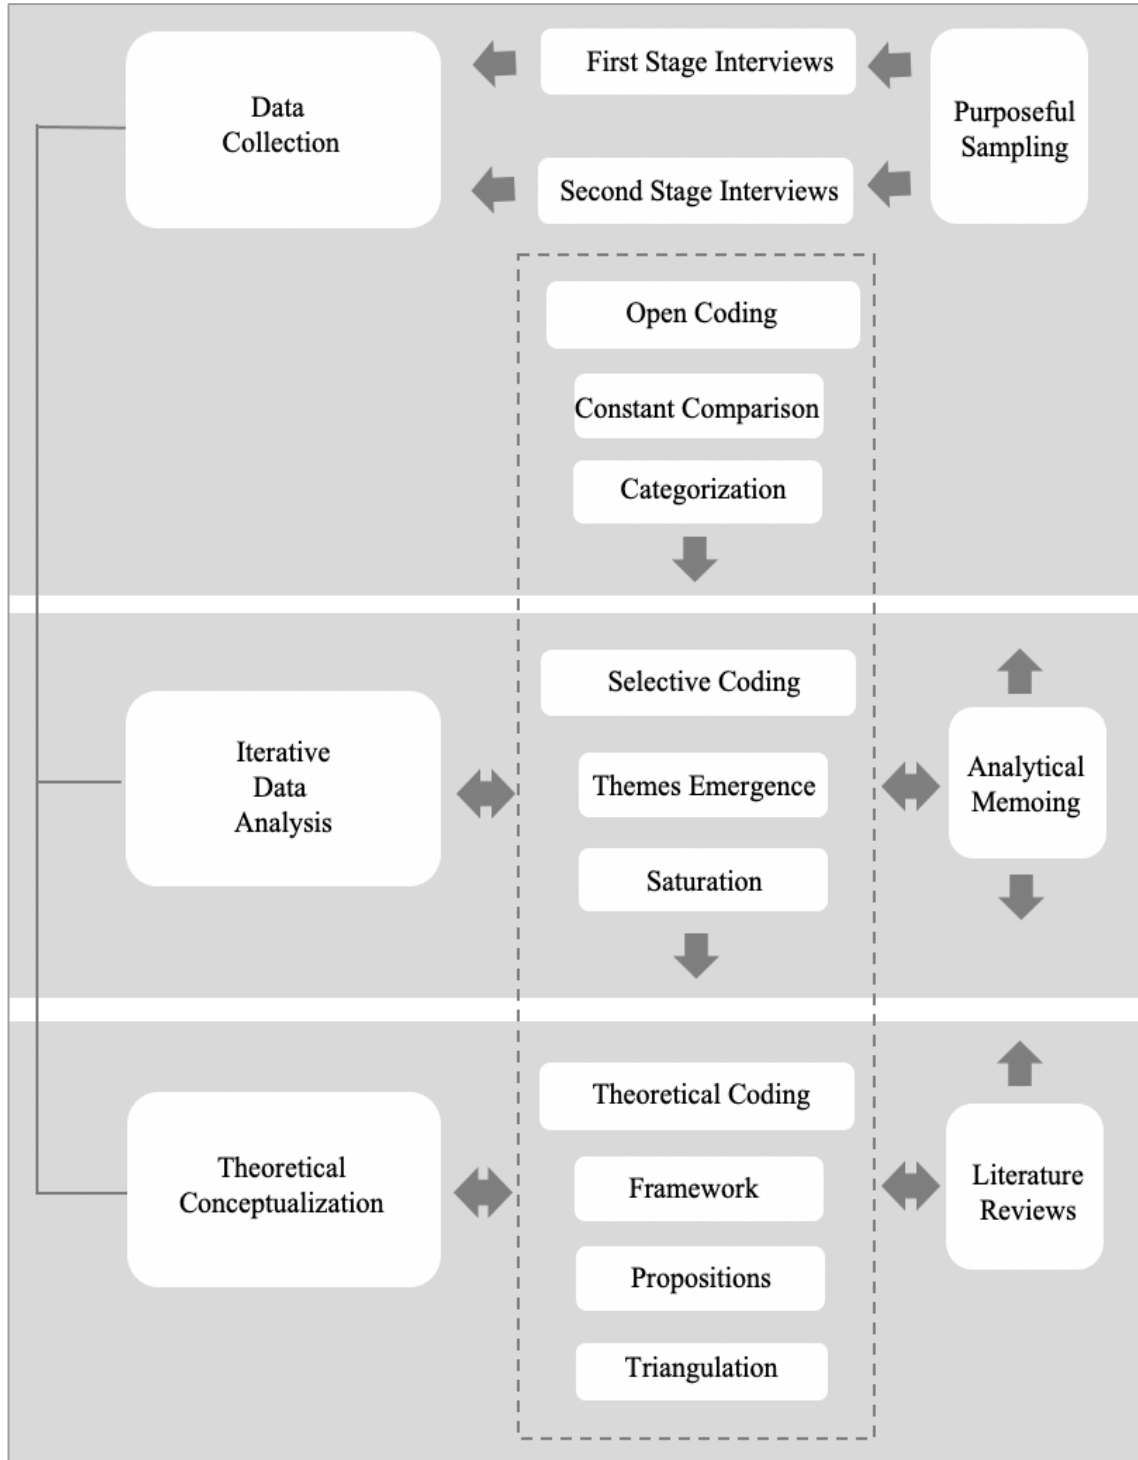 Data
Collection
First Stage Interviews
Second Stage Interviews
Purposeful
Sampling
Open Coding
Constant Comparison
Categorization
Iterative
Data
Analysis
Selective Coding
Themes Emergence
Saturation
Analytical
Memoing
Theoretical
Conceptualization
Theoretical Coding
Framework
Propositions
Triangulation
Literature
Reviews